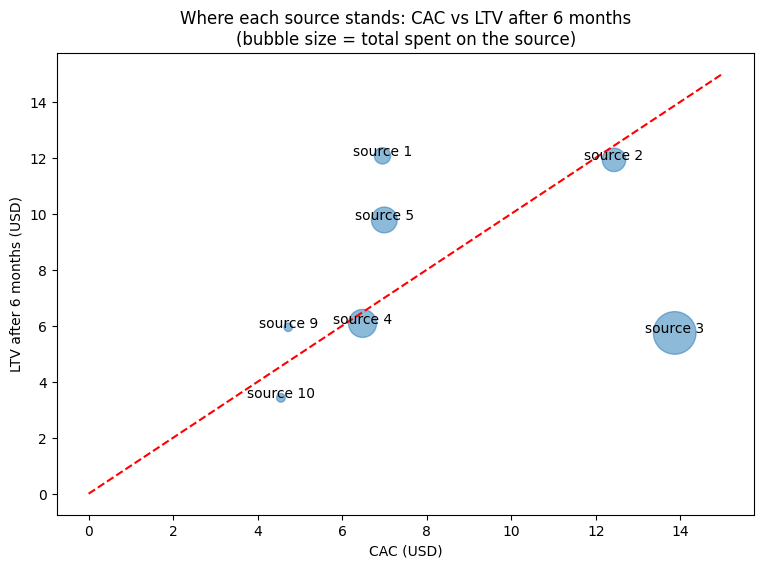 Where each source stands: CAC vs LTV after 6 months
(bubble size = total spent on the source)
LTV after 6 months (USD)
14
12
10
8
6
4
2
0
source 1
source 2
source 5
source 9
source 4
source 3
source 10
0
2
4
6
8
10
12
14
CAC (USD)